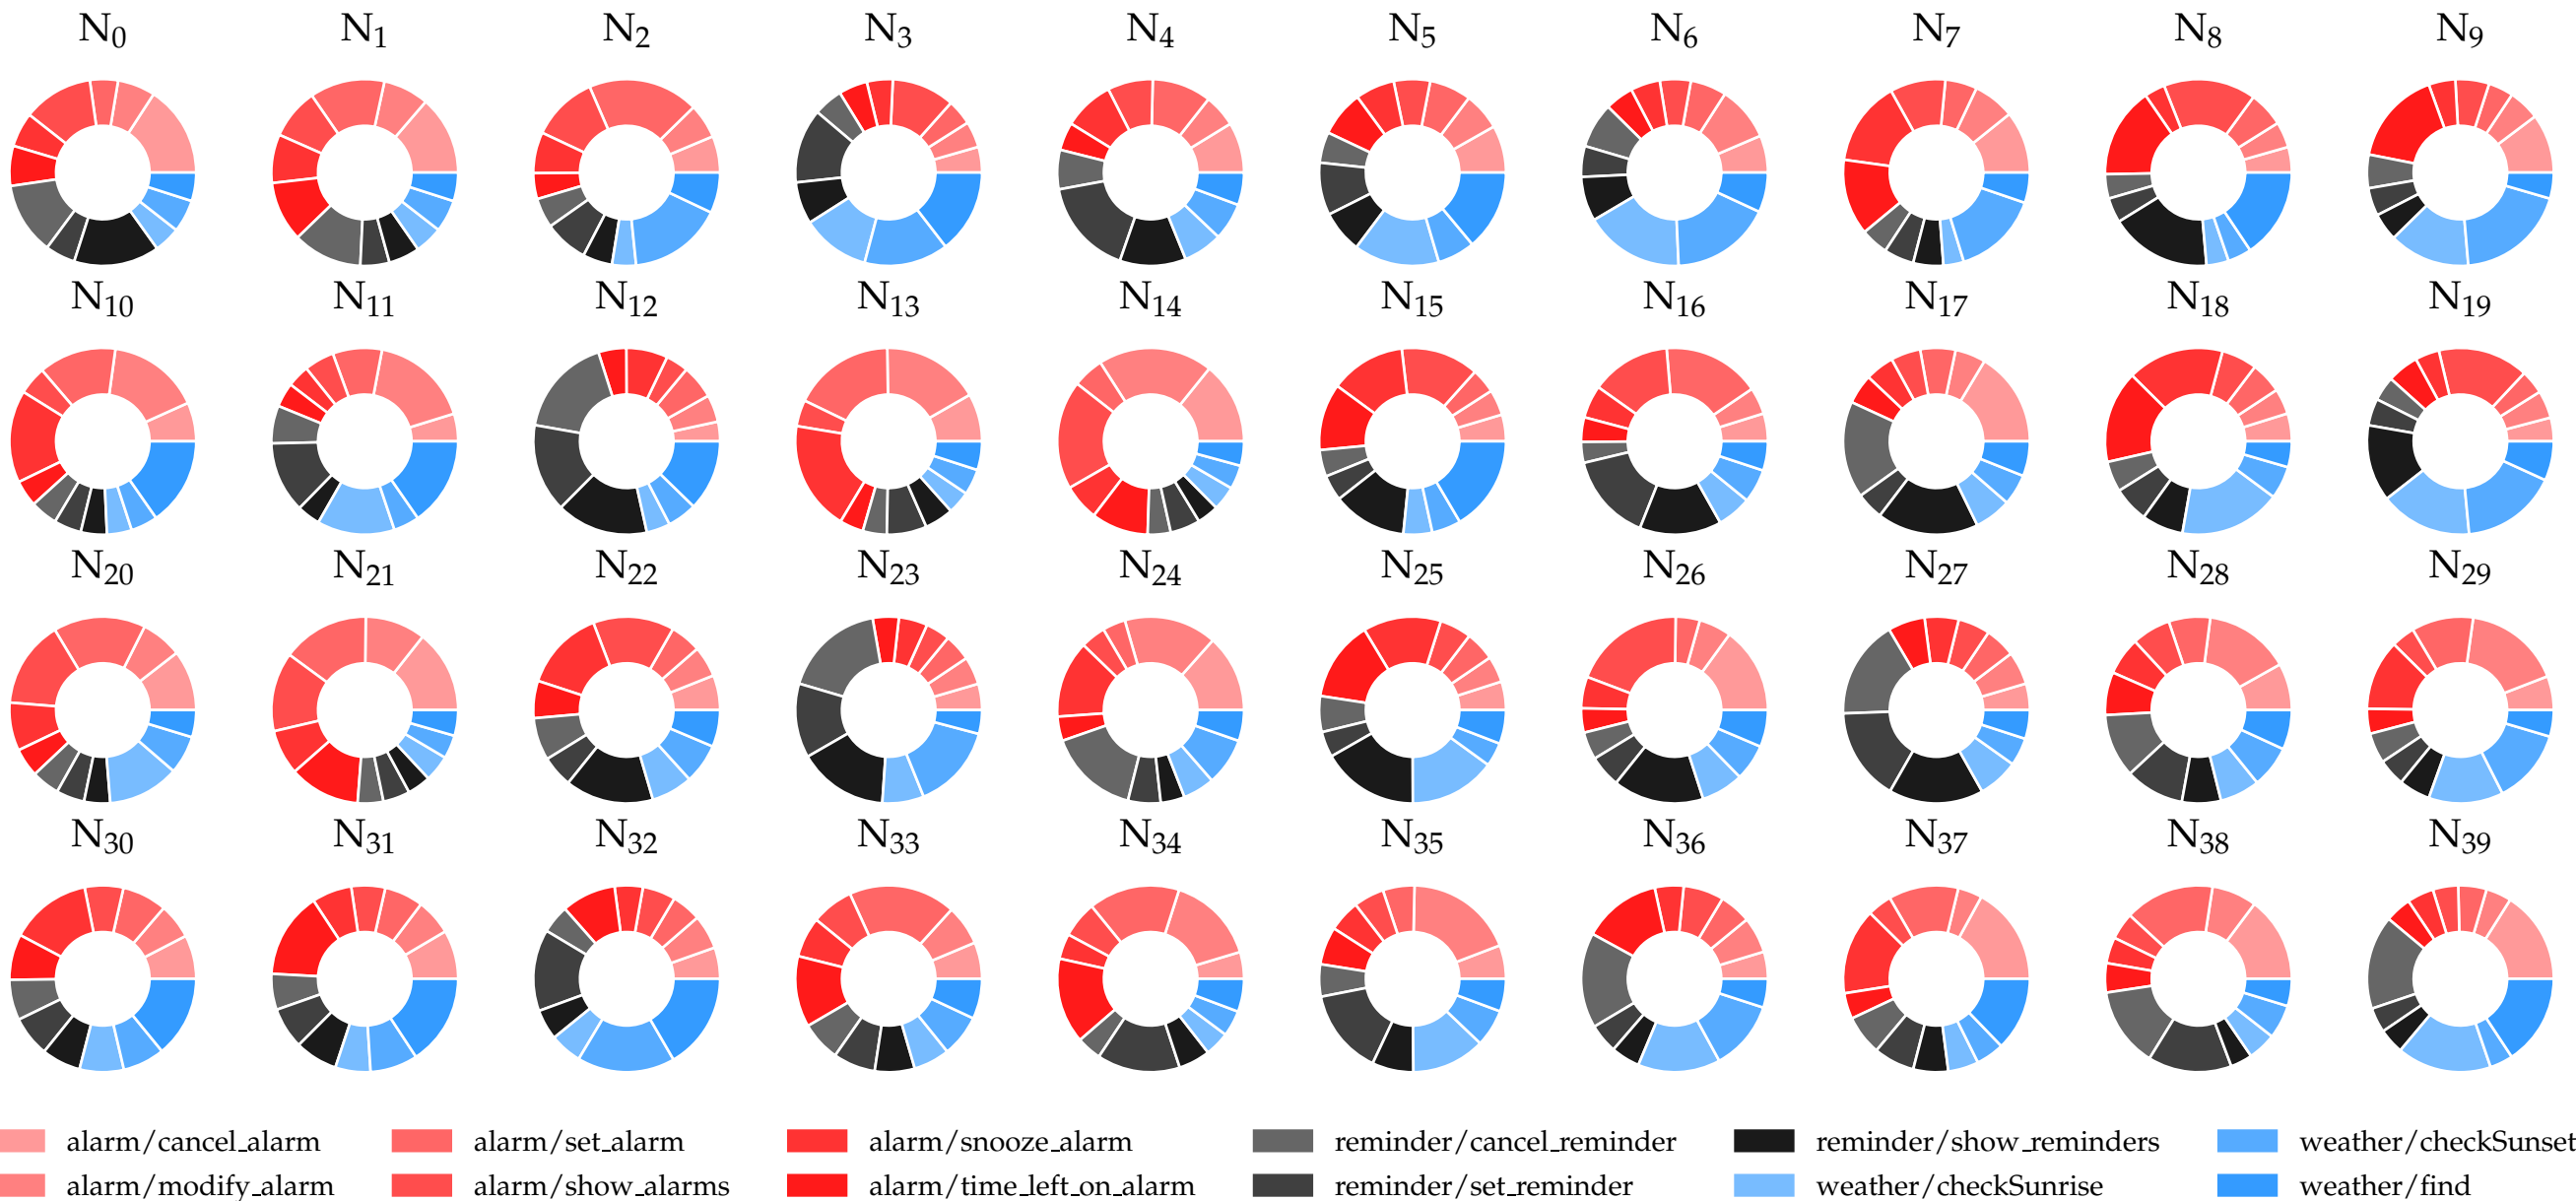 N0 N1 N2 N3 N4 N5 N6 N7 N8 N9
N10 N11 N12 N13 N14 N15 N16 N17 N18 N19
N20 N21 N22 N23 N24 N25 N26 N27 N28 N29
N30 N31 N32 N33 N34 N35 N36 N37 N38 N39
alarm/cancel_alarm alarm/set_alarm alarm/snooze_alarm reminder/cancel_reminder reminder/show_reminders weather/checkSunset
alarm/modify_alarm alarm/show_alarms alarm/time_left_on_alarm reminder/set_reminder weather/checkSunrise weather/find